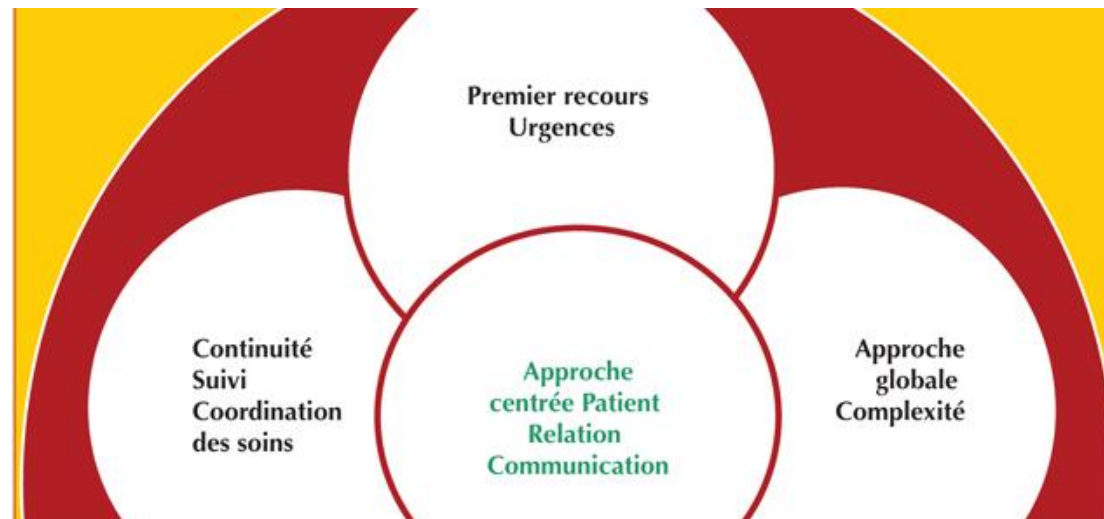 Premier recours
Urgences
Continuité
Suivi
Coordination
des soins
Approche
centrée Patient
Relation
Communication
Approche
globale
Complexité